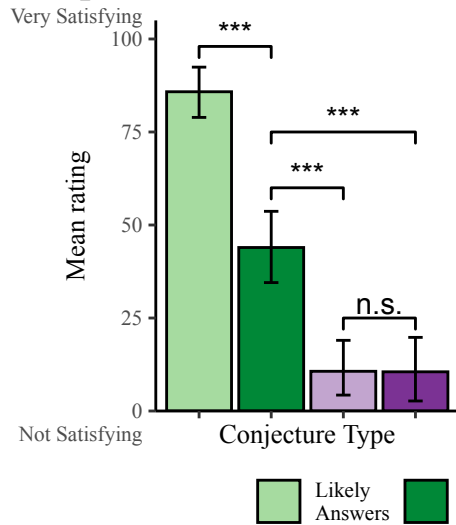 Very Satisfying
100
75
50
25
0
Not Satisfying
Mean rating
***
***
***
n.s.
Conjecture Type
Likely
Answers